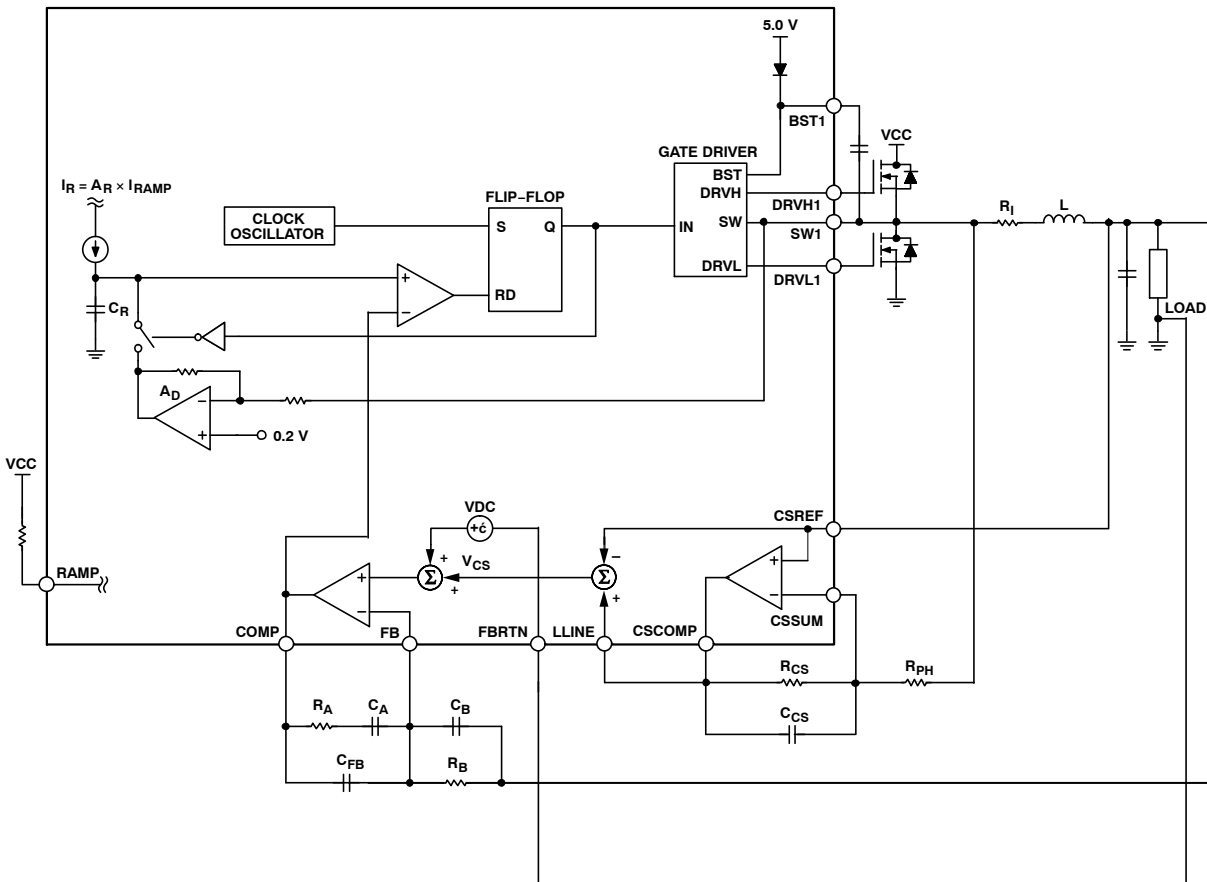 5.0 V
BST1
VCC
GATE DRIVER
BST
DRVH
DRVH1
I_R = A_R × I_RAMP
FLIP–FLOP
CLOCK
OSCILLATOR
S
Q
IN
SW
SW1
R_I
L
DRVL
DRVL1
+
–
RD
C_R
LOAD
A_D
–
+
0.2 V
VCC
VDC
+ć
CSREF
+
–
V_CS
Σ
+
Σ
+
+
–
+
–
RAMP
CSSUM
COMP
FB
FBRTN
LLINE
CSCOMP
R_CS
R_PH
C_CS
R_A
C_A
C_B
C_FB
R_B